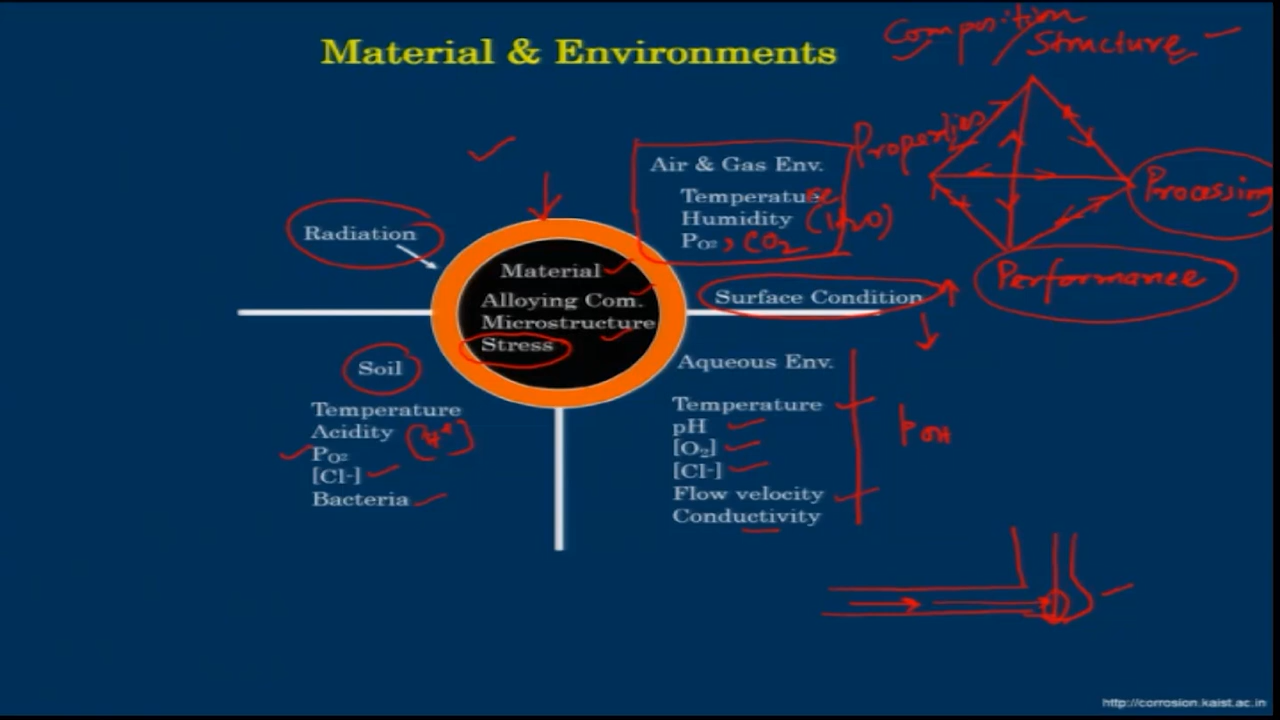 Material & Environments
Composition/
Structure
Properties
Processing
Performance
Air & Gas Env.
Temperature
Humidity (H2O)
PO2, CO2
Radiation
Material
Alloying Com.
Microstructure
Stress
Surface Condition
Soil
Temperature
Acidity
PO2
[Cl-]
Bacteria
Aqueous Env.
Temperature
pH
[O2]
[Cl-]
Flow velocity
Conductivity
POH
http://corrosion.kaist.ac.in